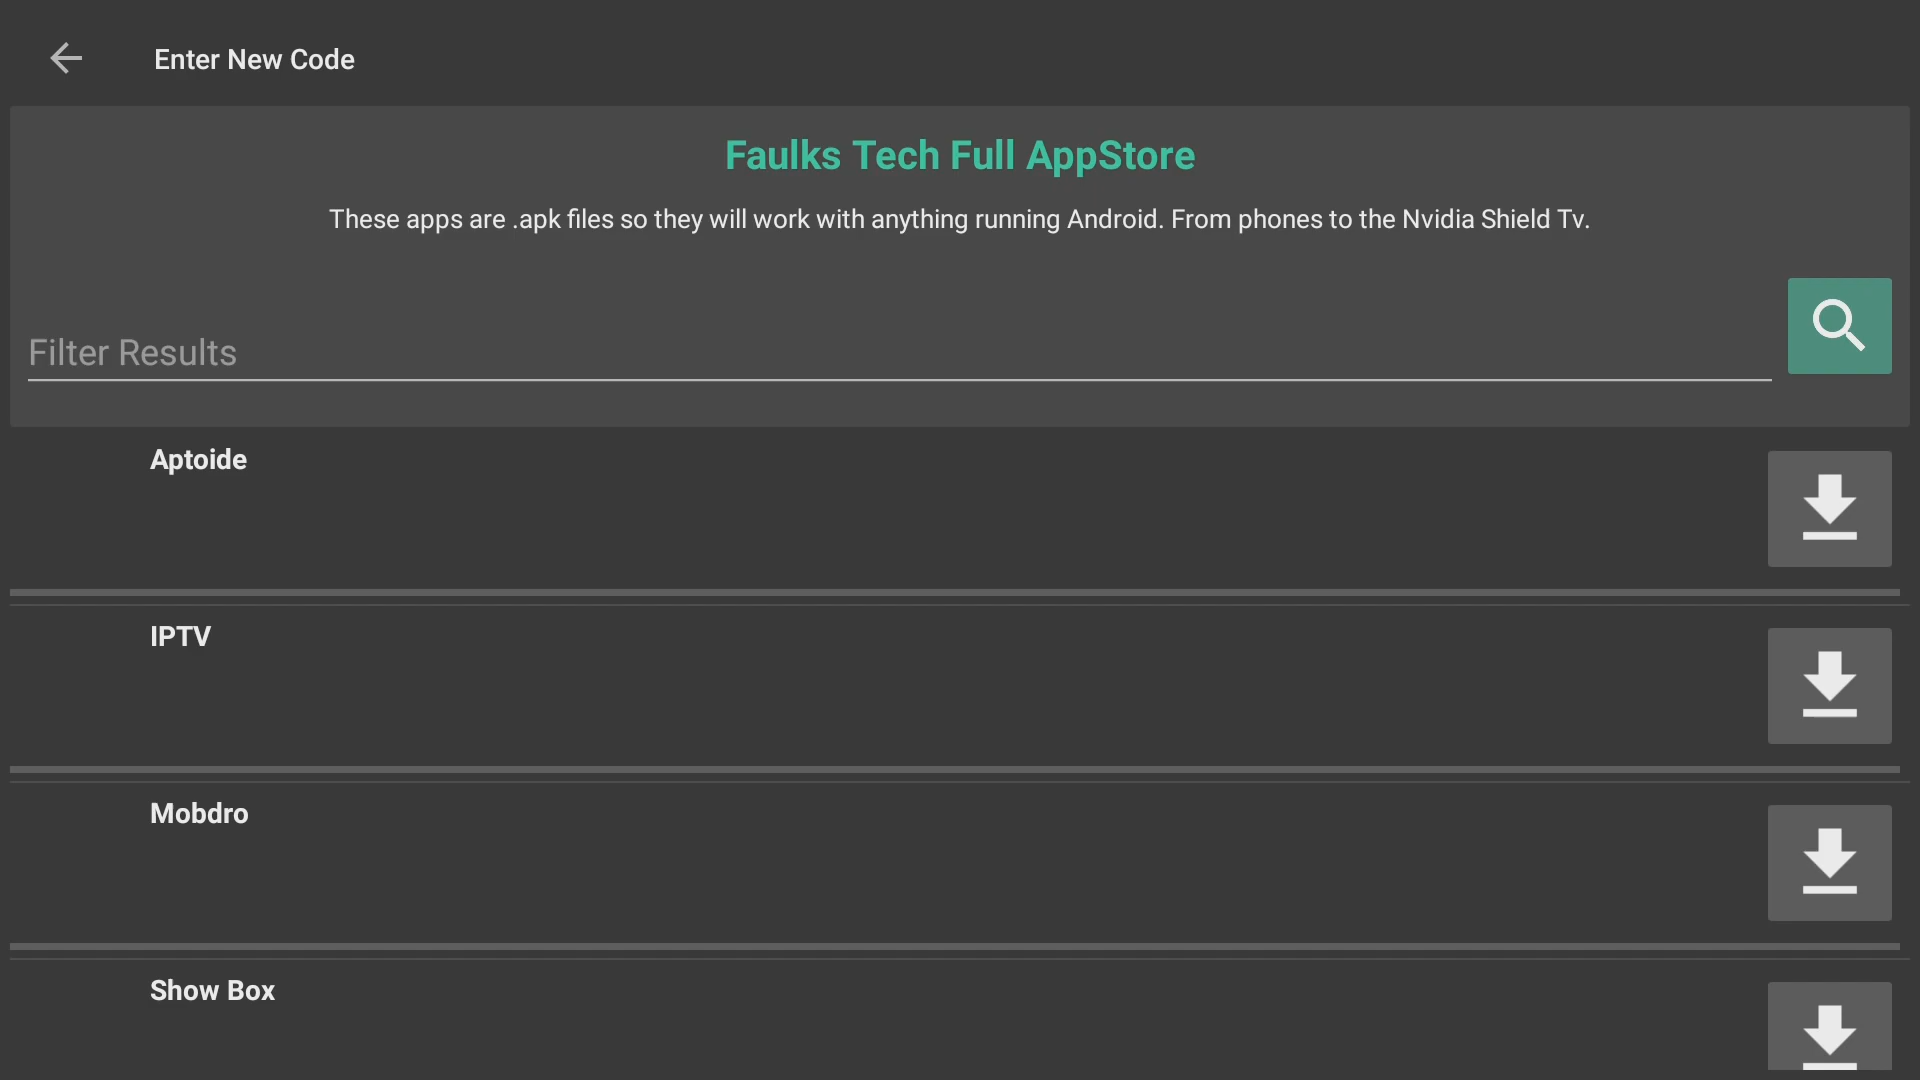 Enter New Code
Faulks Tech Full AppStore
These apps are .apk files so they will work with anything running Android. From phones to the Nvidia Shield Tv.
Filter Results
Aptoide
IPTV
Mobdro
Show Box